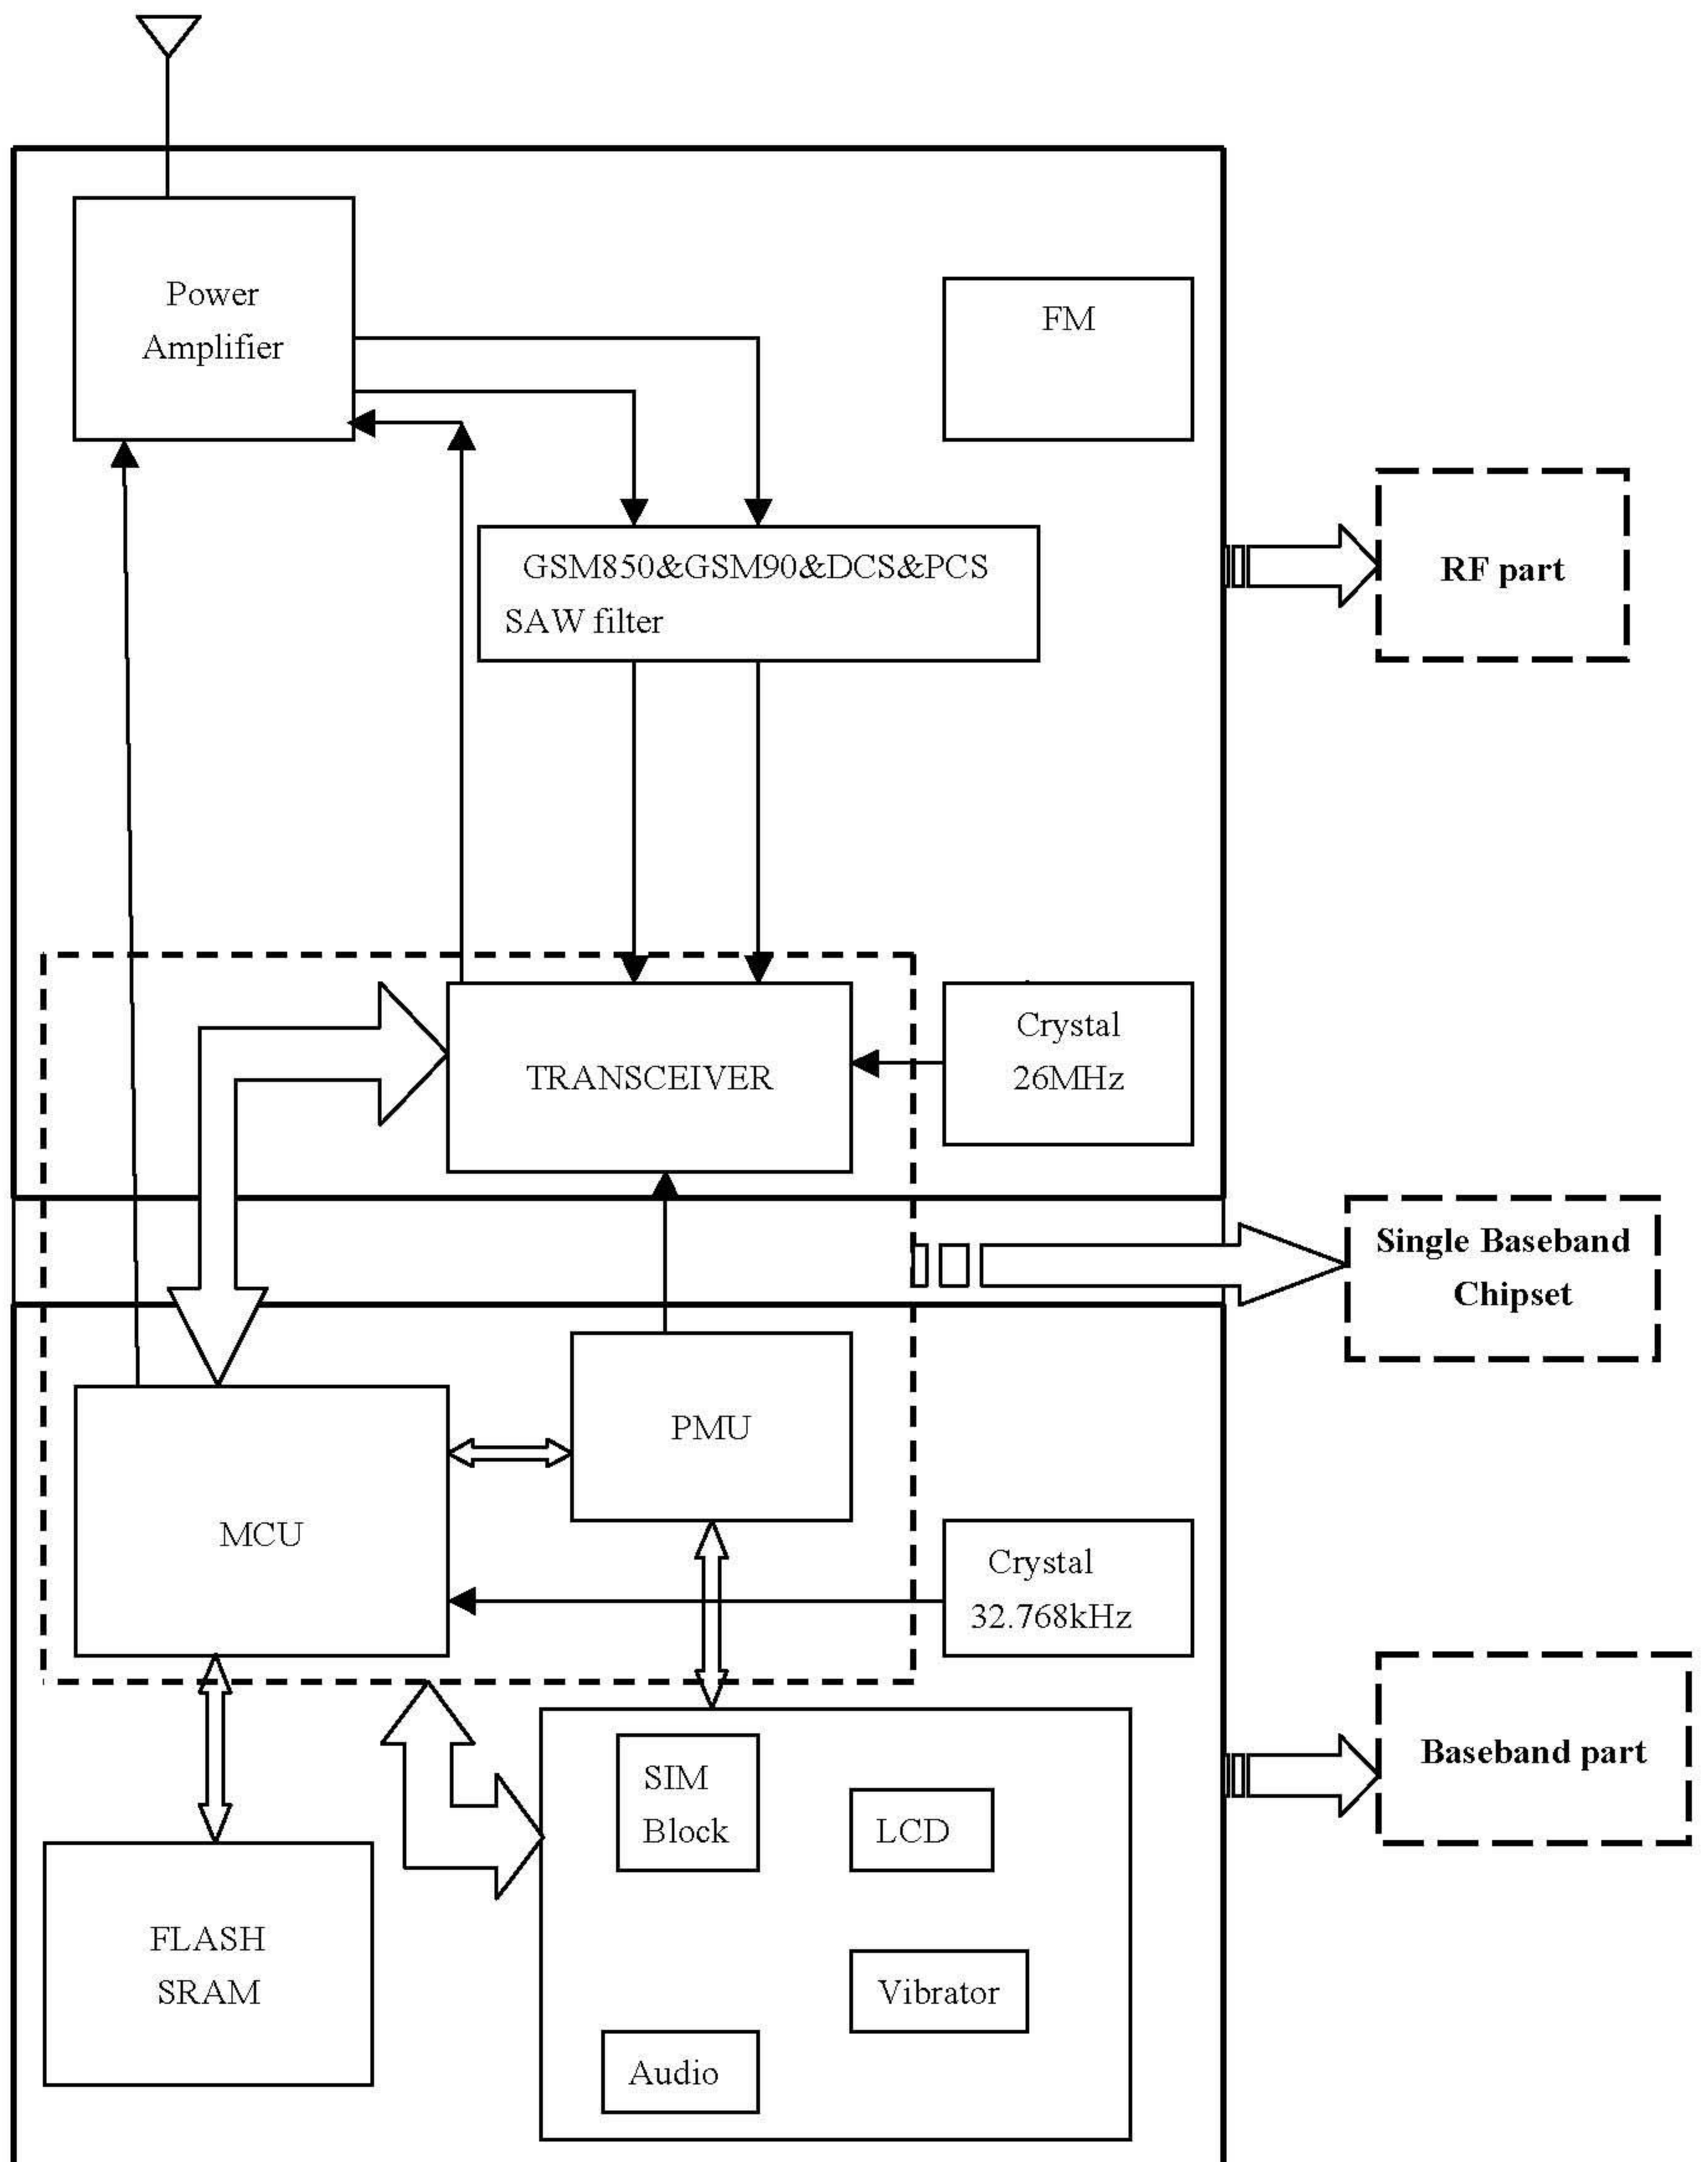 Power
Amplifier
FM
GSM850&GSM90&DCS&PCS
SAW filter
RF part
TRANSCEIVER
Crystal
26MHz
Single Baseband
Chipset
PMU
MCU
Crystal
32.768kHz
SIM
Block
LCD
Baseband part
FLASH
SRAM
Vibrator
Audio